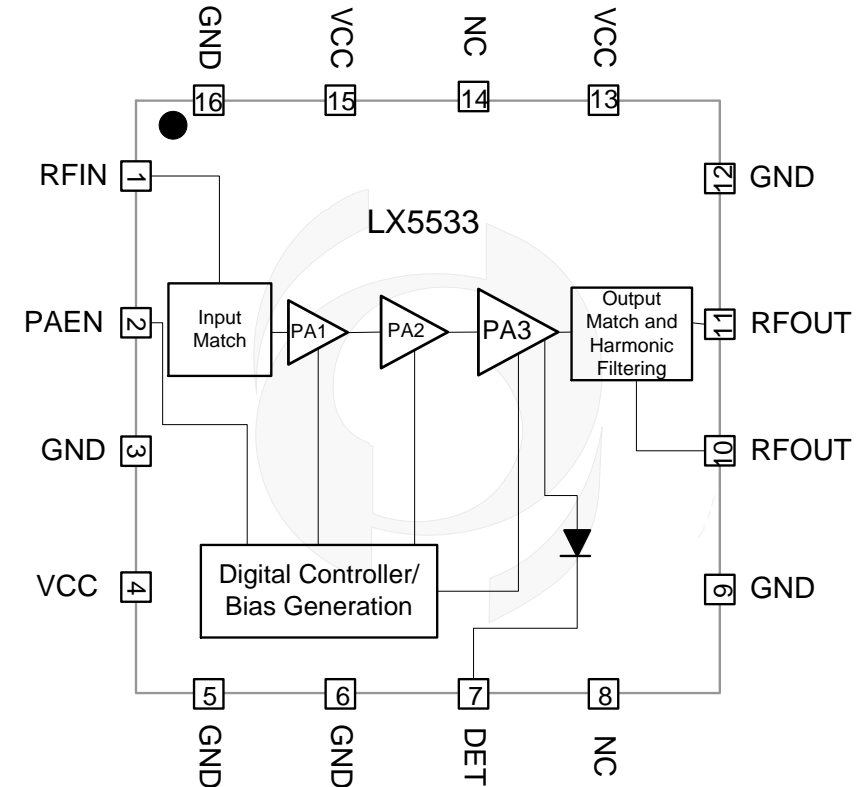 GND
VCC
NC
VCC
16
15
14
13
RFIN
1
12
GND
LX5533
PAEN
2
Input
Match
PA1
PA2
PA3
Output
Match and
Harmonic
Filtering
11
RFOUT
GND
3
10
RFOUT
VCC
4
Digital Controller/
Bias Generation
9
GND
5
6
7
8
GND
GND
DET
NC